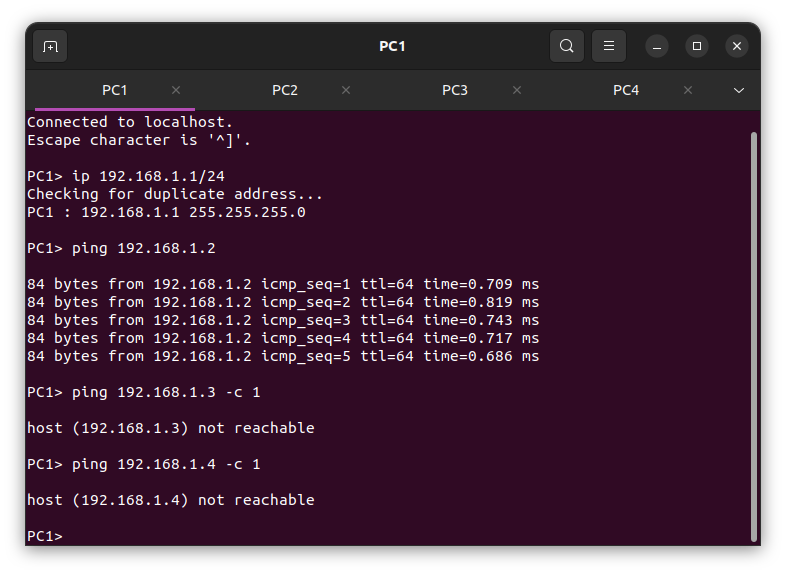 PC1
PC1
PC2
PC3
PC4
Connected to localhost.
Escape character is '^]'.
PC1> ip 192.168.1.1/24
Checking for duplicate address...
PC1 : 192.168.1.1 255.255.255.0
PC1> ping 192.168.1.2
84 bytes from 192.168.1.2 icmp_seq=1 ttl=64 time=0.709 ms
84 bytes from 192.168.1.2 icmp_seq=2 ttl=64 time=0.819 ms
84 bytes from 192.168.1.2 icmp_seq=3 ttl=64 time=0.743 ms
84 bytes from 192.168.1.2 icmp_seq=4 ttl=64 time=0.717 ms
84 bytes from 192.168.1.2 icmp_seq=5 ttl=64 time=0.686 ms
PC1> ping 192.168.1.3 -c 1
host (192.168.1.3) not reachable
PC1> ping 192.168.1.4 -c 1
host (192.168.1.4) not reachable
PC1>